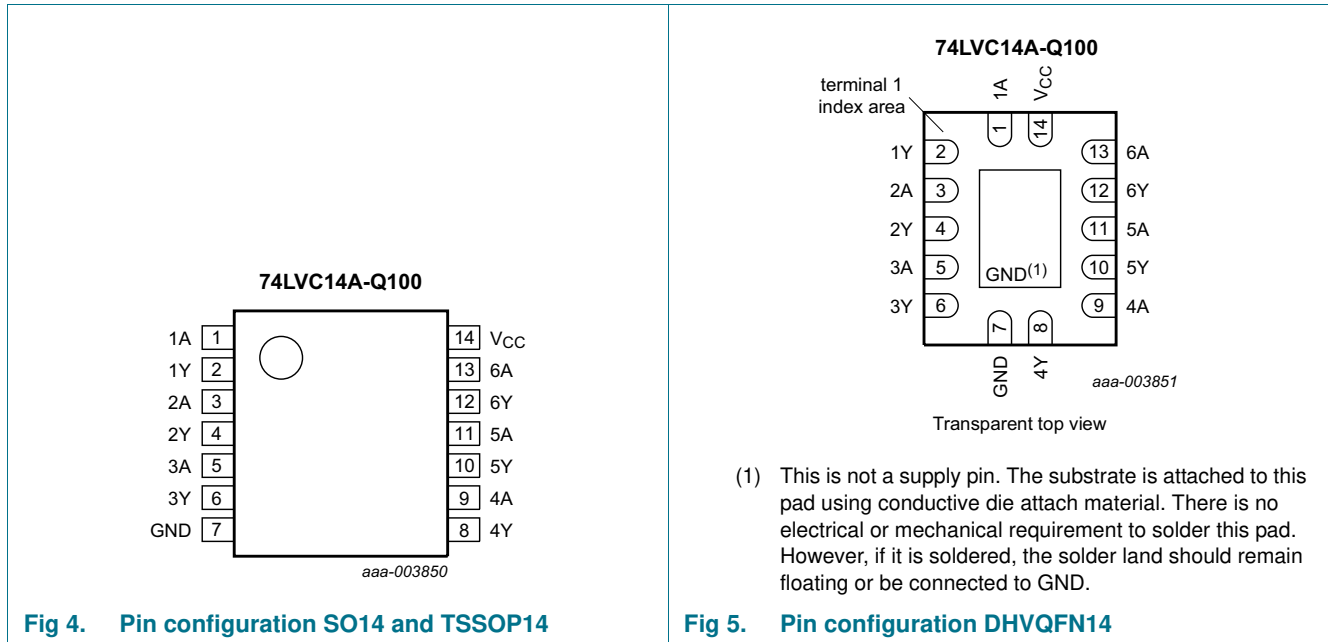 74LVC14A-Q100
1A 1
1Y 2
2A 3
2Y 4
3A 5
3Y 6
GND 7
14 VCC
13 6A
12 6Y
11 5A
10 5Y
9 4A
8 4Y
aaa-003850
Fig 4. Pin configuration SO14 and TSSOP14
74LVC14A-Q100
terminal 1
index area
1A
VCC
1
14
1Y 2
2A 3
2Y 4
3A 5
3Y 6
13 6A
12 6Y
11 5A
10 5Y
9 4A
GND(1)
7
8
GND
4Y
aaa-003851
Transparent top view
(1) This is not a supply pin. The substrate is attached to this
pad using conductive die attach material. There is no
electrical or mechanical requirement to solder this pad.
However, if it is soldered, the solder land should remain
floating or be connected to GND.
Fig 5. Pin configuration DHVQFN14